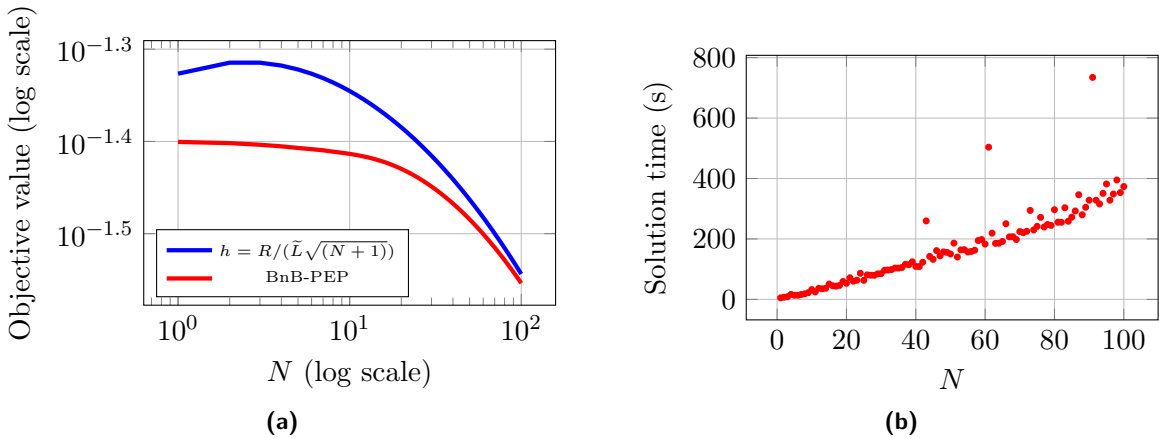 Objective value (log scale)
10^{-1.3}
10^{-1.4}
10^{-1.5}
h = R/(L̃√(N + 1))
BnB-PEP
10^0
10^1
10^2
N (log scale)
(a)
Solution time (s)
800
600
400
200
0
0 20 40 60 80 100
N
(b)